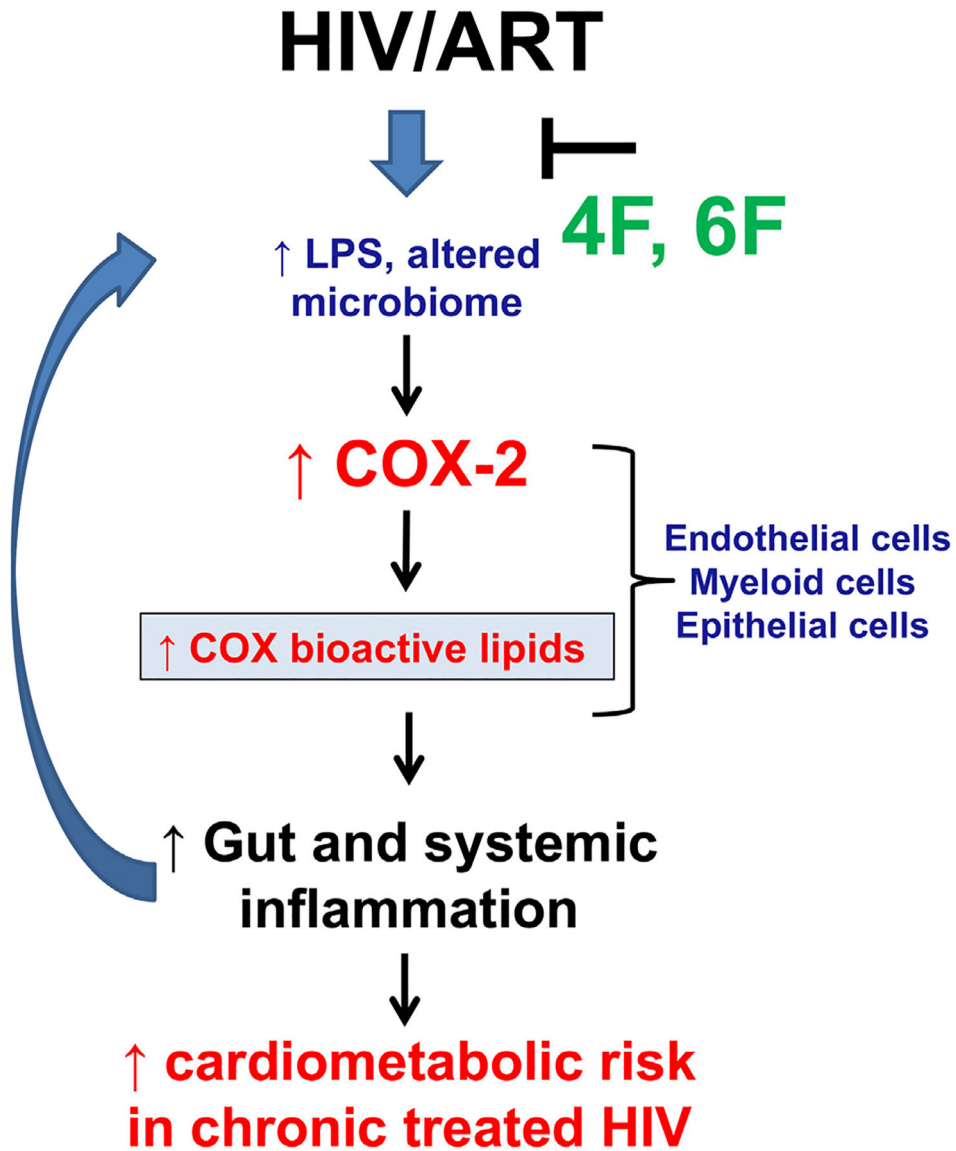 HIV/ART
4F, 6F
↑ LPS, altered
microbiome
↑ COX-2
Endothelial cells
Myeloid cells
Epithelial cells
↑ COX bioactive lipids
↑ Gut and systemic
inflammation
↑ cardiometabolic risk
in chronic treated HIV